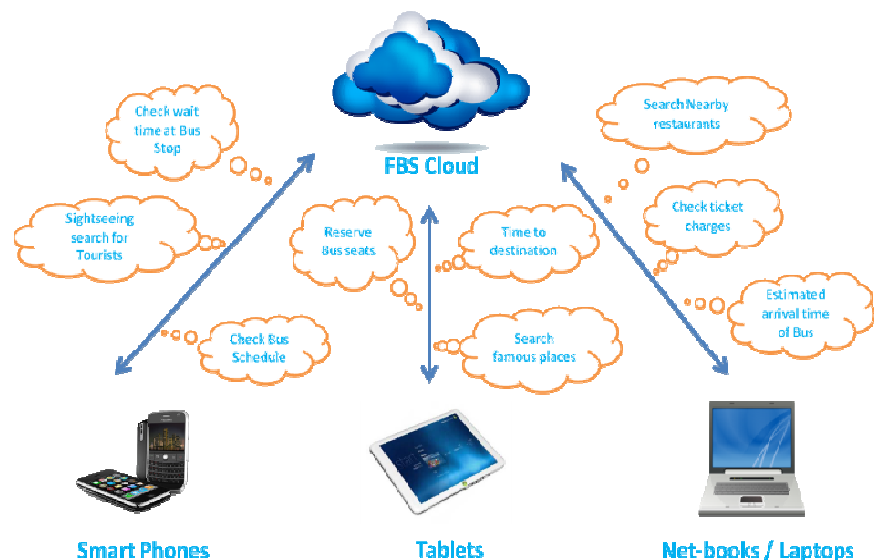 Check wait
time at Bus
Stop
Search Nearby
restaurants
FBS Cloud
Sightseeing
search for
Tourists
Reserve
Bus seats
Time to
destination
Check ticket
charges
Estimated
arrival time
of Bus
Check Bus
Schedule
Search
famous places
Smart Phones
Tablets
Net-books / Laptops